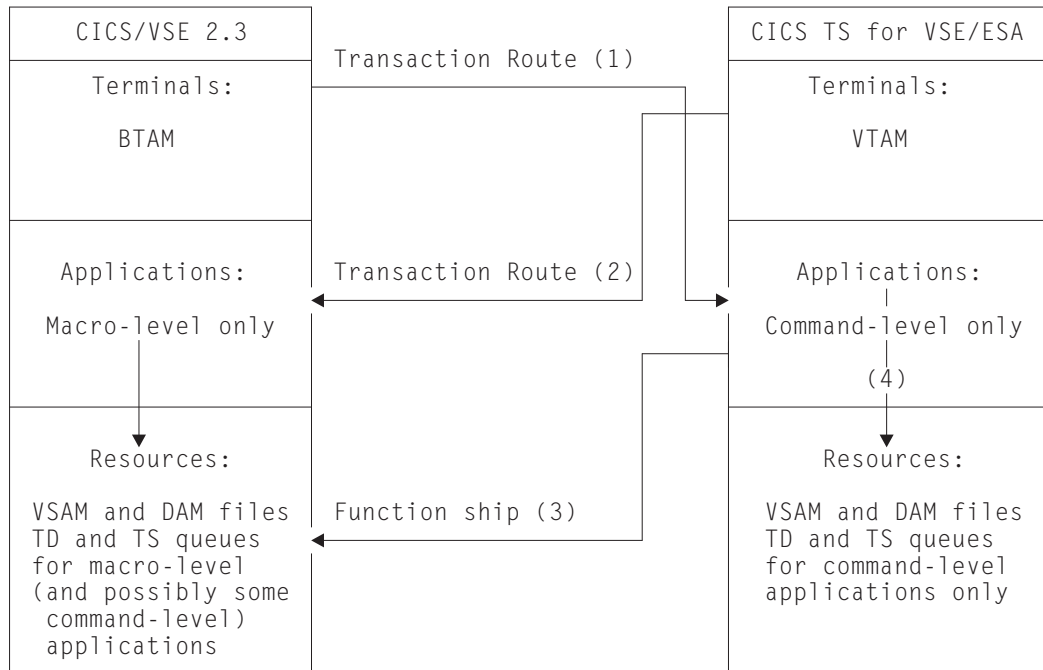 CICS/VSE 2.3
Terminals:
BTAM
Applications:
Macro-level only
Resources:
VSAM and DAM files
TD and TS queues
for macro-level
(and possibly some
command-level)
applications
Transaction Route (1)
Transaction Route (2)
Function ship (3)
CICS TS for VSE/ESA
Terminals:
VTAM
Applications:
Command-level only
(4)
Resources:
VSAM and DAM files
TD and TS queues
for command-level
applications only